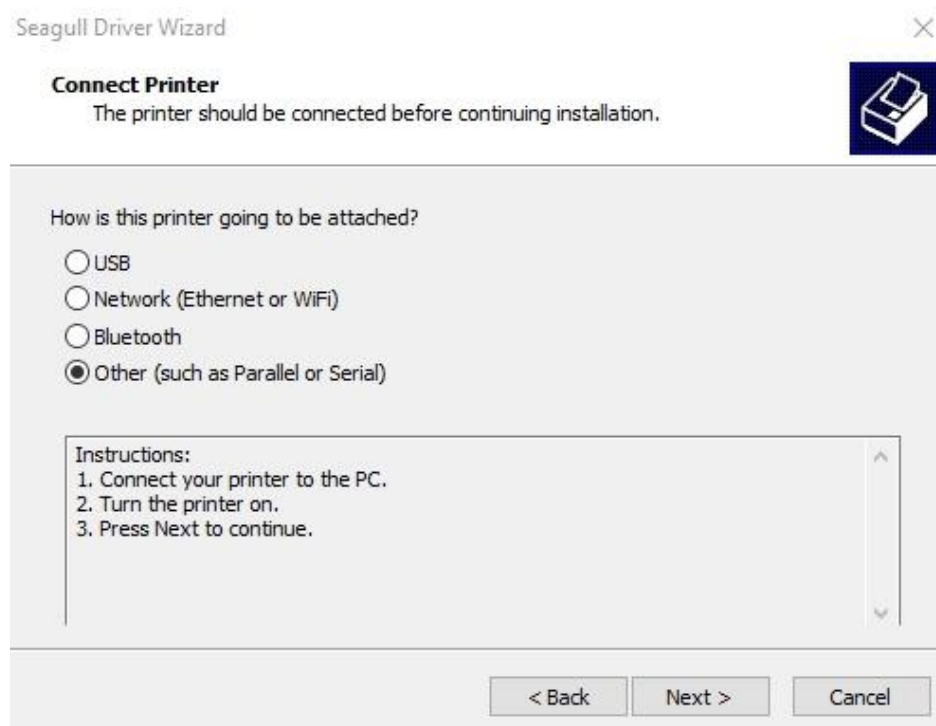 Seagull Driver Wizard
Connect Printer
The printer should be connected before continuing installation.
How is this printer going to be attached?
USB
Network (Ethernet or WiFi)
Bluetooth
Other (such as Parallel or Serial)
Instructions:
1. Connect your printer to the PC.
2. Turn the printer on.
3. Press Next to continue.
< Back Next > Cancel